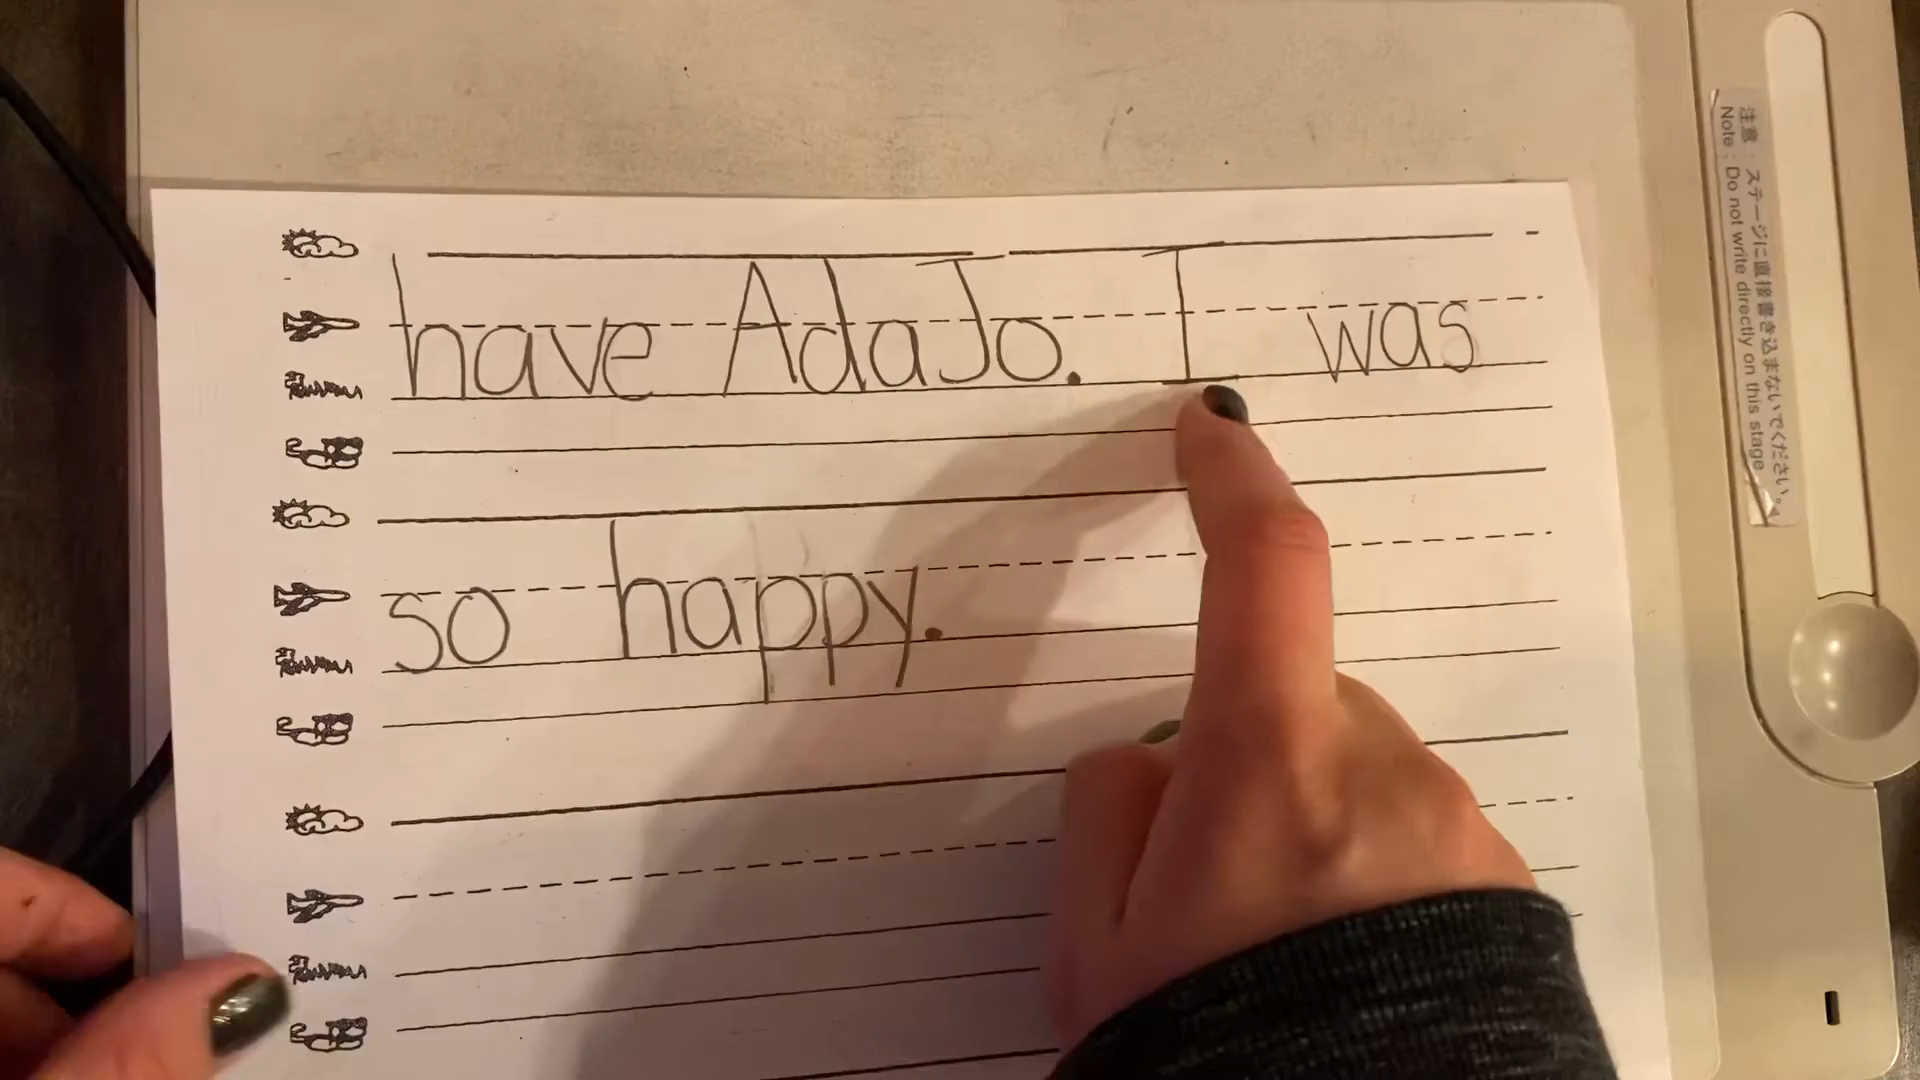 have AdaJo. I was
so happy.
注意：ステージに直接書き込まないでください。
Note : Do not write directly on this stage